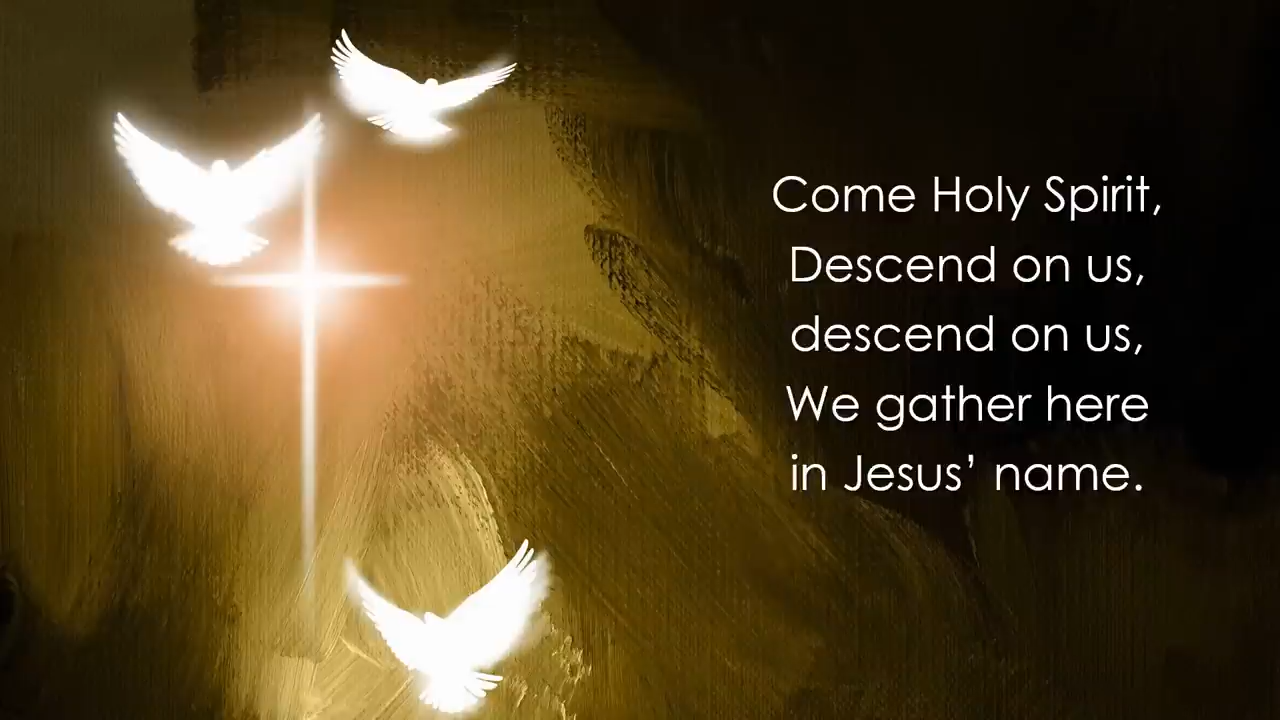 Come Holy Spirit,
Descend on us,
descend on us,
We gather here
in Jesus’ name.